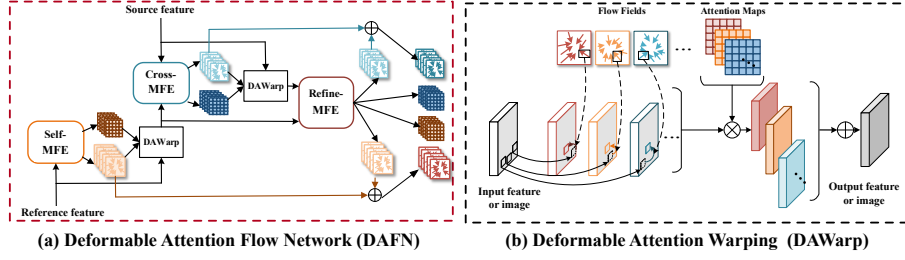 Source feature
Cross-
MFE
DAWarp
Refine-
MFE
Self-
MFE
DAWarp
Reference feature
(a) Deformable Attention Flow Network (DAFN)
Flow Fields
Attention Maps
Input feature
or image
Output feature
or image
(b) Deformable Attention Warping (DAWarp)